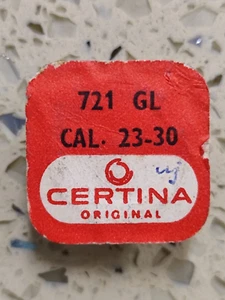 721 GL
CAL. 23-30
CERTINA
ORIGINAL